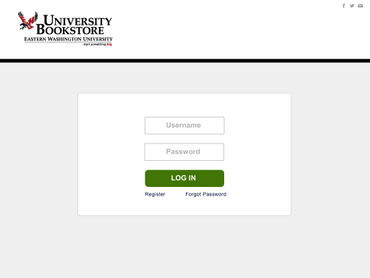 UNIVERSITY
BOOKSTORE
EASTERN WASHINGTON UNIVERSITY
start something big
Username
Password
LOG IN
Register Forgot Password